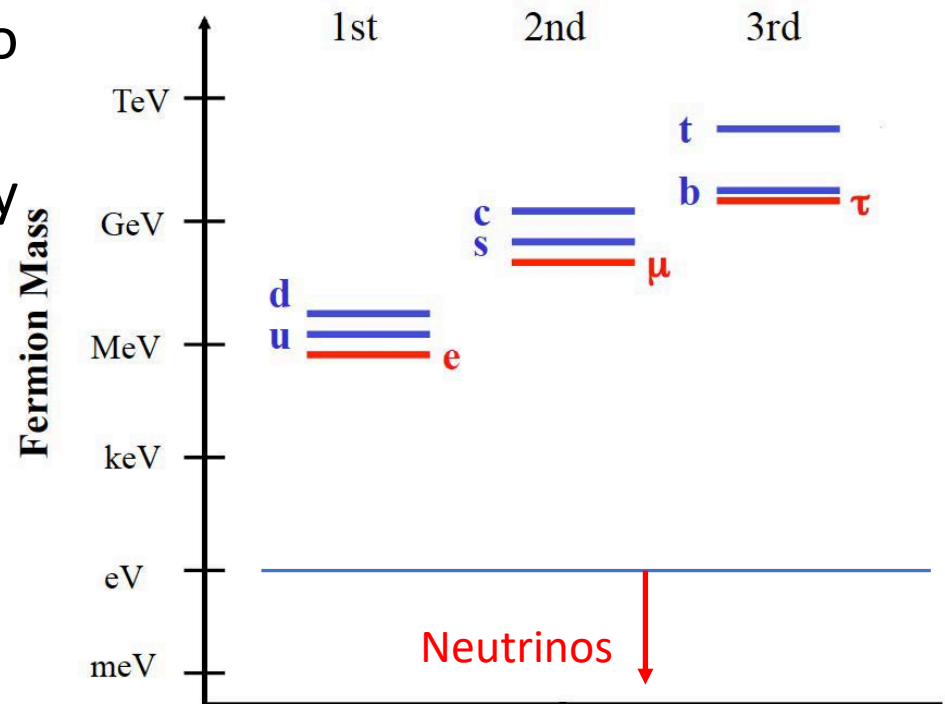 1st 2nd 3rd
TeV
t
y
b τ
GeV
c
s
μ
Fermion Mass
d
u
MeV
e
keV
eV
Neutrinos
meV